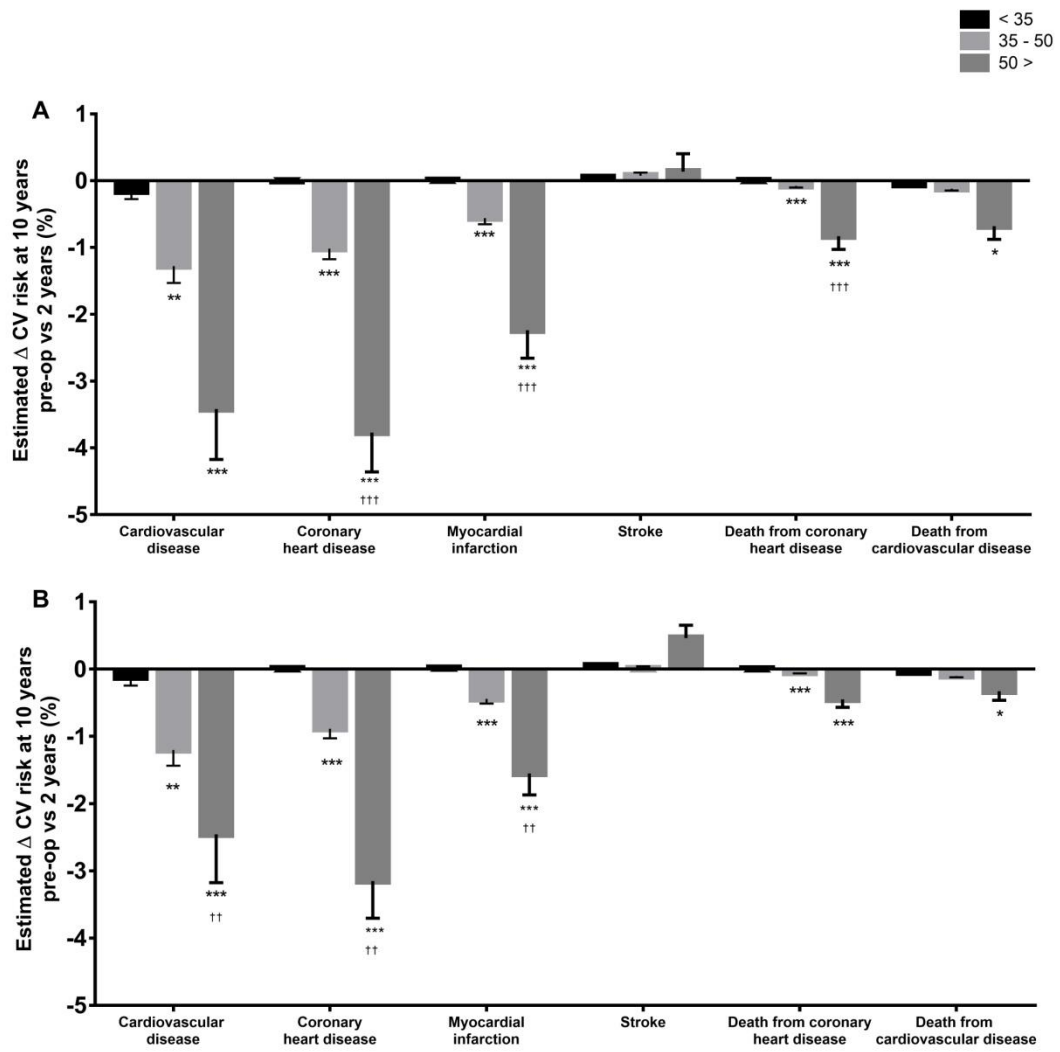 < 35
35 - 50
50 >
A
Estimated Δ CV risk at 10 years
pre-op vs 2 years (%)
1
0
-1
-2
-3
-4
-5
**
***
***
***
†††
***
***
†††
***
***
†††
*
Cardiovascular
disease
Coronary
heart disease
Myocardial
infarction
Stroke
Death from coronary
heart disease
Death from
cardiovascular disease
B
Estimated Δ CV risk at 10 years
pre-op vs 2 years (%)
1
0
-1
-2
-3
-4
-5
**
***
††
***
***
††
***
***
††
***
***
*
Cardiovascular
disease
Coronary
heart disease
Myocardial
infarction
Stroke
Death from coronary
heart disease
Death from
cardiovascular disease